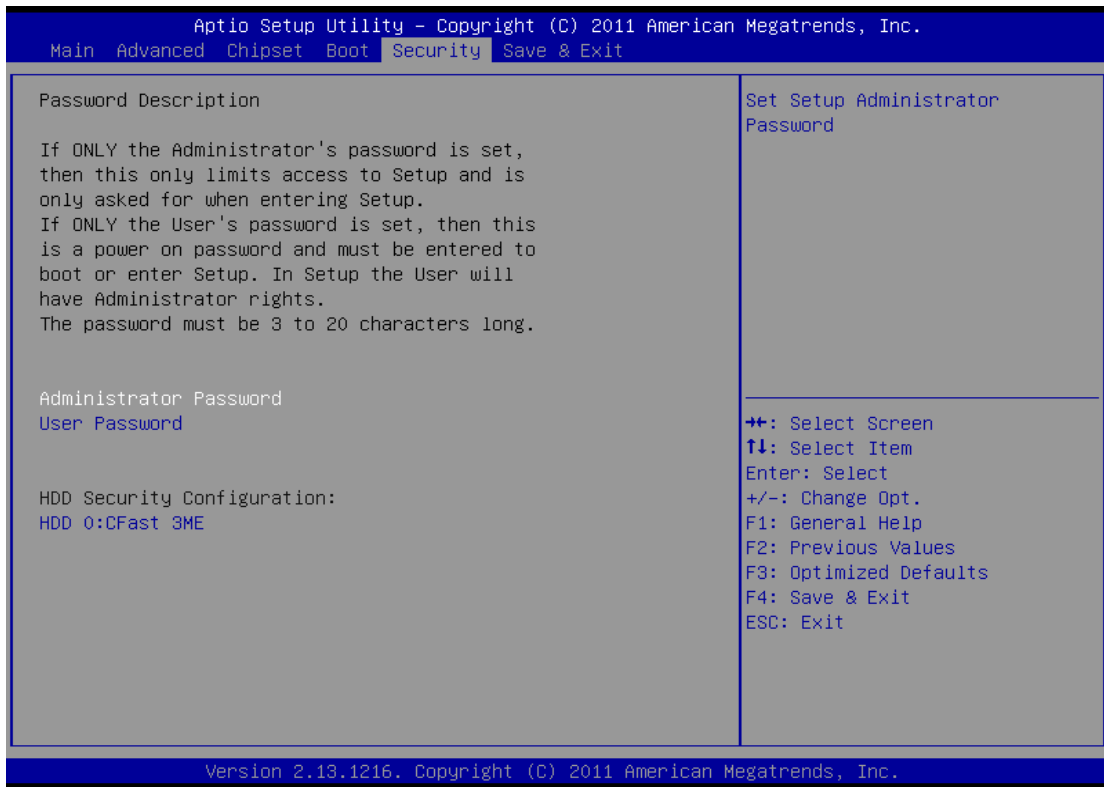 Aptio Setup Utility – Copyright (C) 2011 American Megatrends, Inc.
Main Advanced Chipset Boot Security Save & Exit
Password Description
If ONLY the Administrator's password is set,
then this only limits access to Setup and is
only asked for when entering Setup.
If ONLY the User's password is set, then this
is a power on password and must be entered to
boot or enter Setup. In Setup the User will
have Administrator rights.
The password must be 3 to 20 characters long.
Administrator Password
User Password
HDD Security Configuration:
HDD 0:CFast 3ME
Set Setup Administrator
Password
→←: Select Screen
↑↓: Select Item
Enter: Select
+/-: Change Opt.
F1: General Help
F2: Previous Values
F3: Optimized Defaults
F4: Save & Exit
ESC: Exit
Version 2.13.1216. Copyright (C) 2011 American Megatrends, Inc.